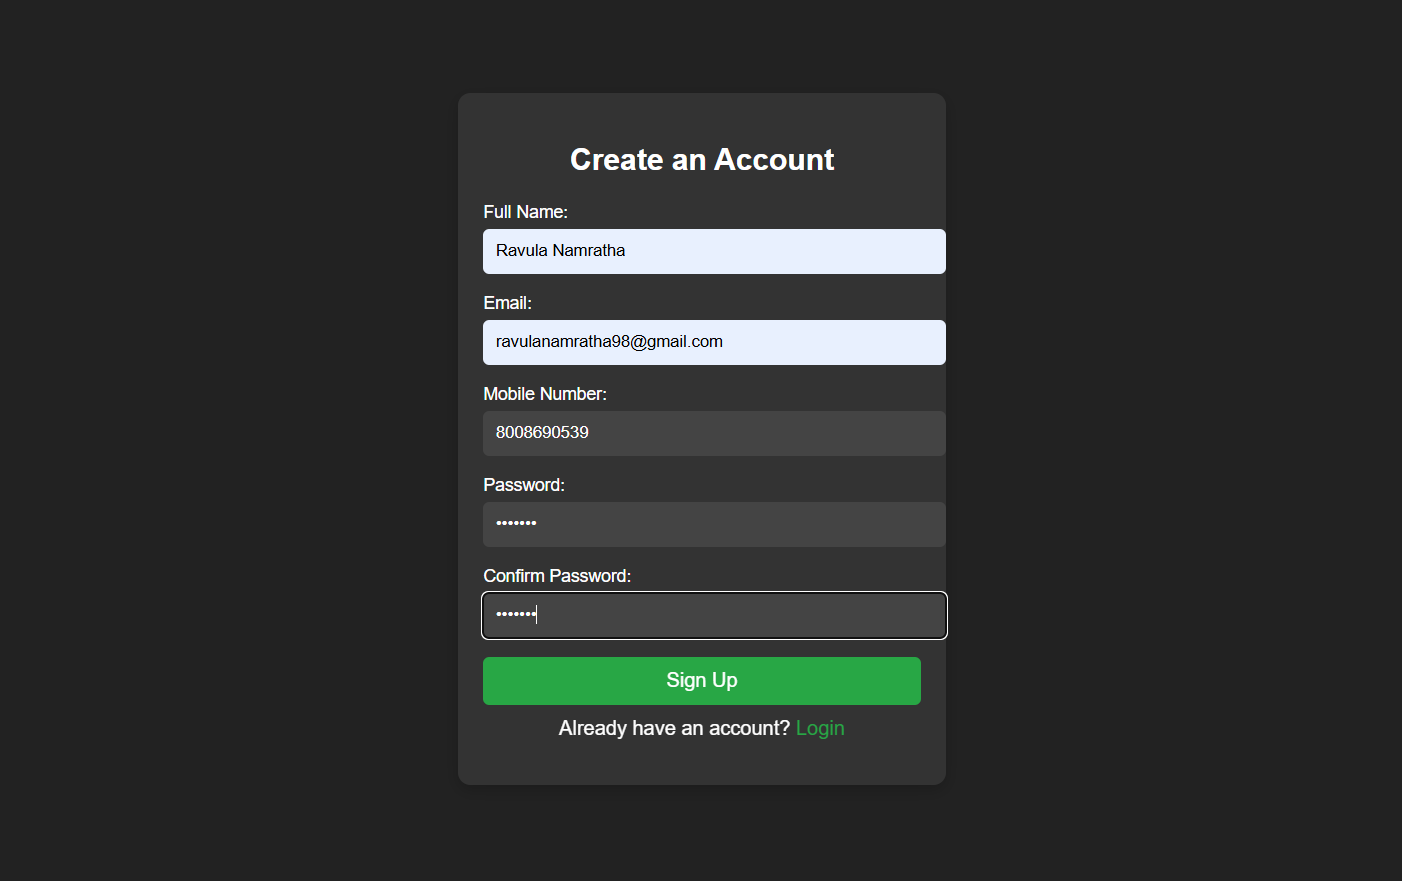 Create an Account
Full Name:
Ravula Namratha
Email:
ravulanamratha98@gmail.com
Mobile Number:
8008690539
Password:
•••••••
Confirm Password:
•••••••
Sign Up
Already have an account? Login